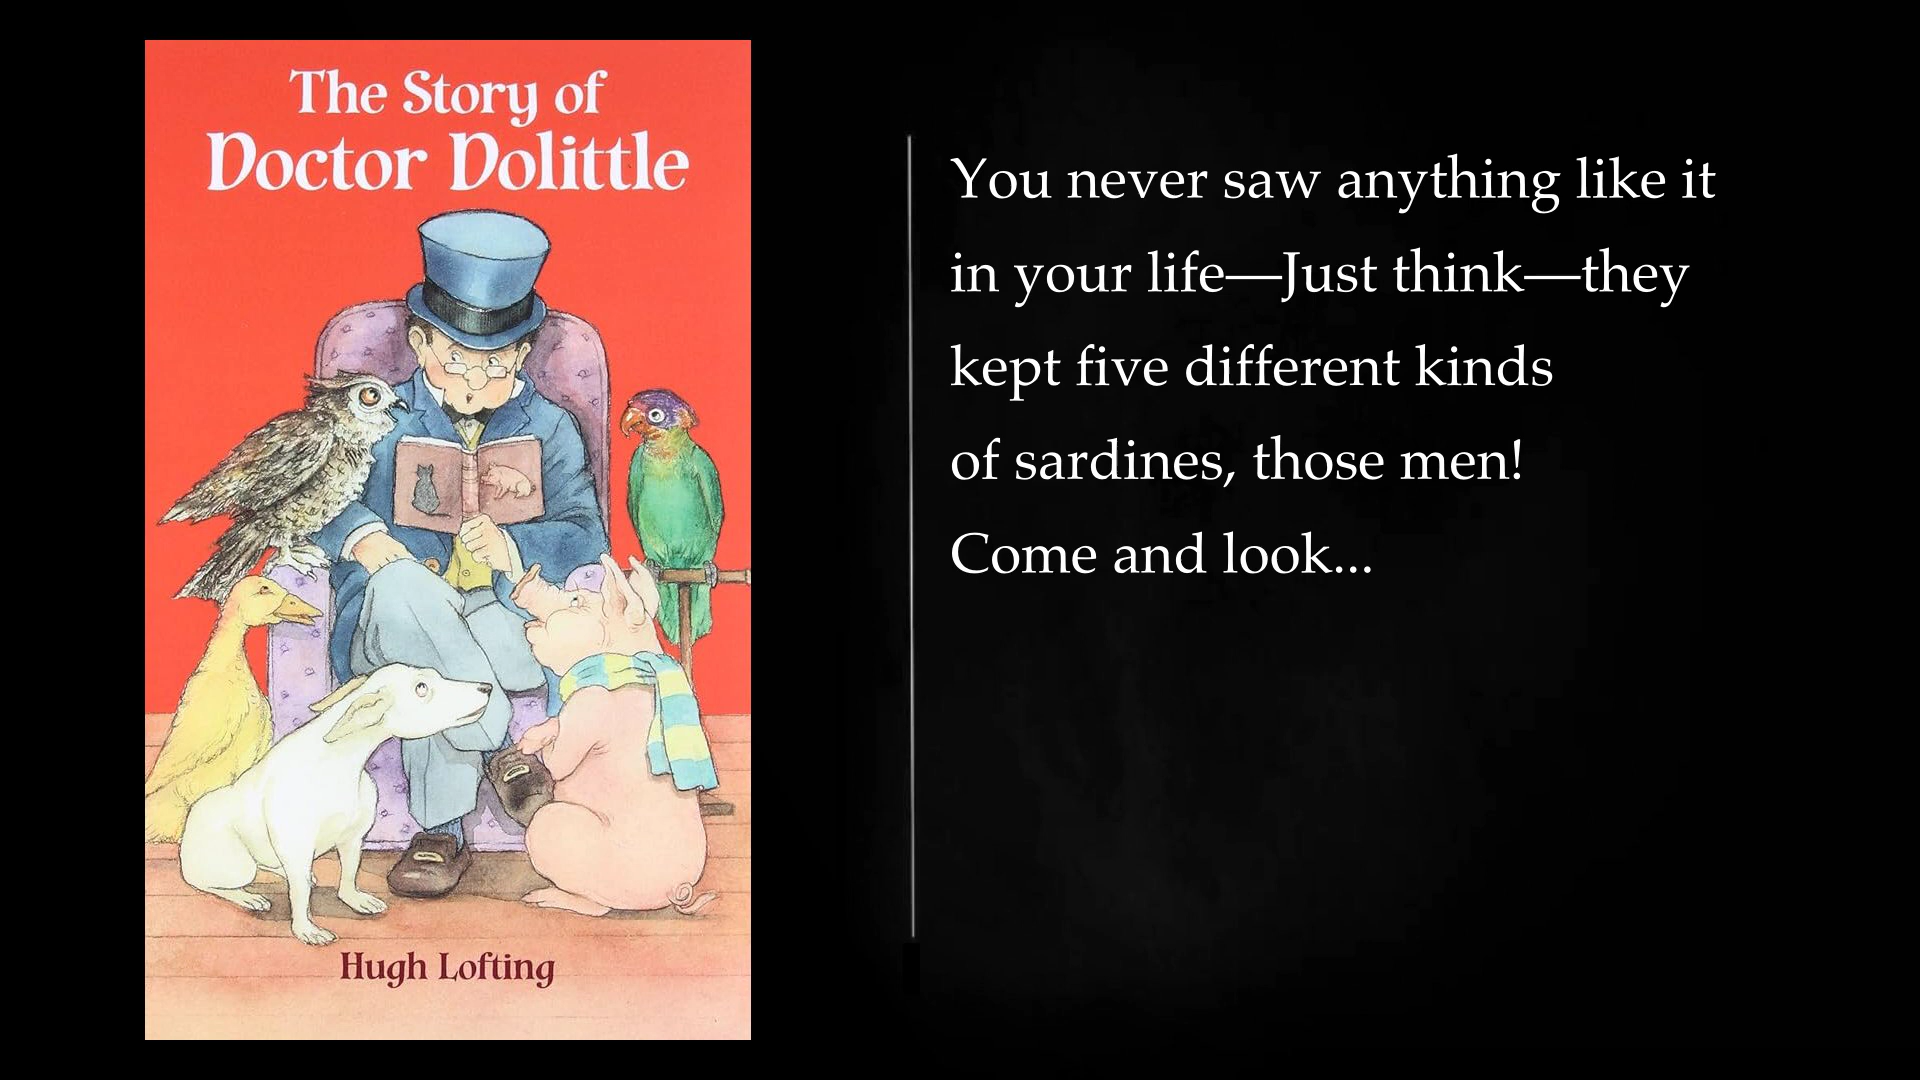 The Story of
Doctor Dolittle
Hugh Lofting
You never saw anything like it
in your life—Just think—they
kept five different kinds
of sardines, those men!
Come and look...